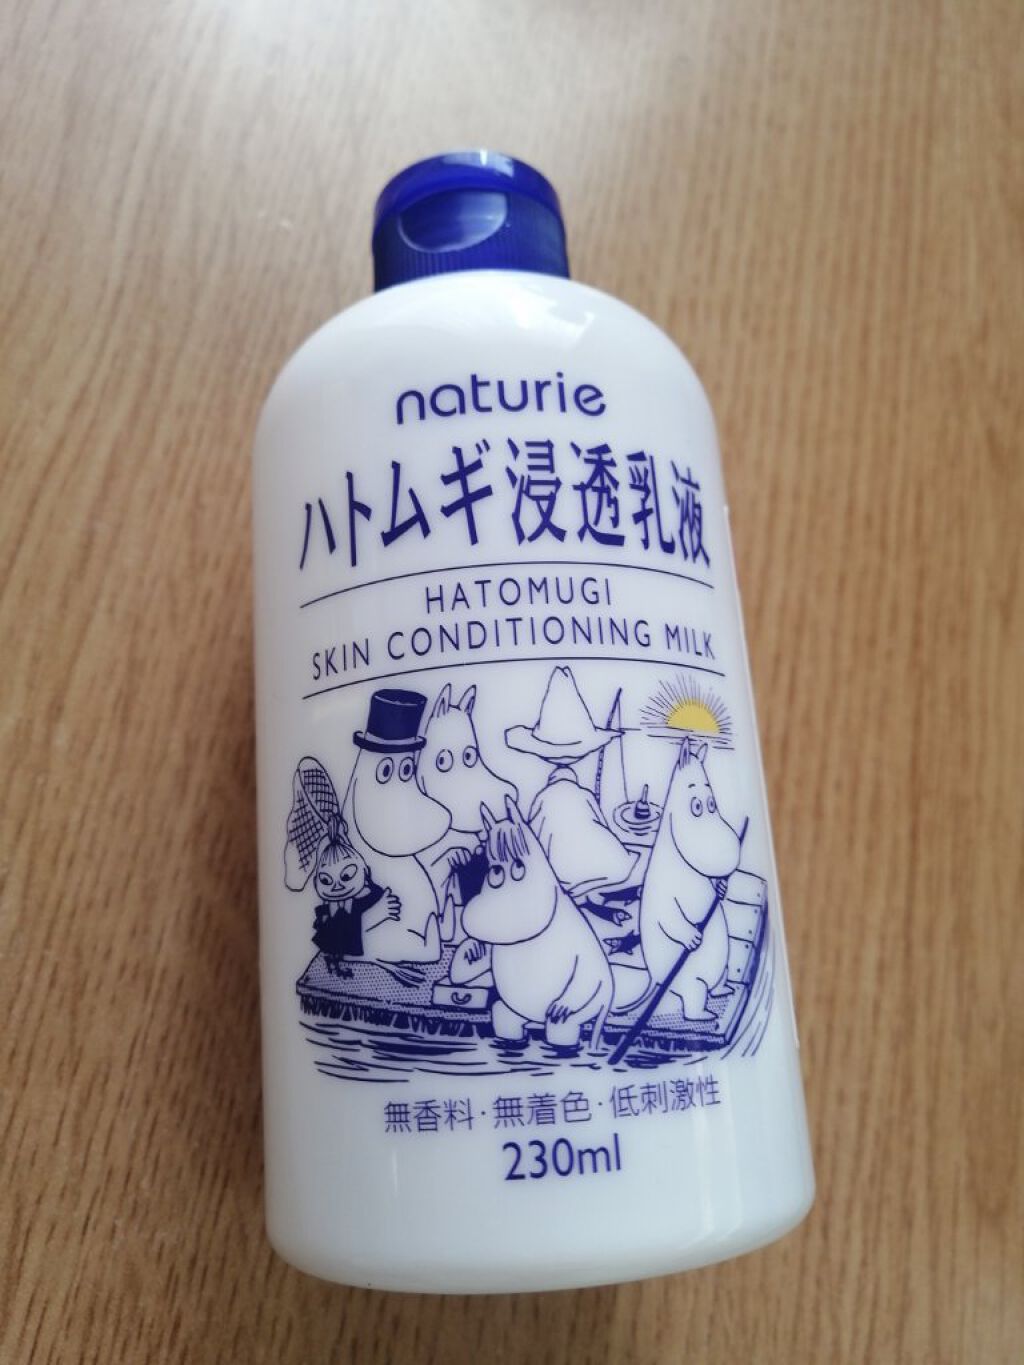 naturie
ハトムギ浸透乳液
HATOMUGI
SKIN CONDITIONING MILK
無香料･無着色･低刺激性
230ml